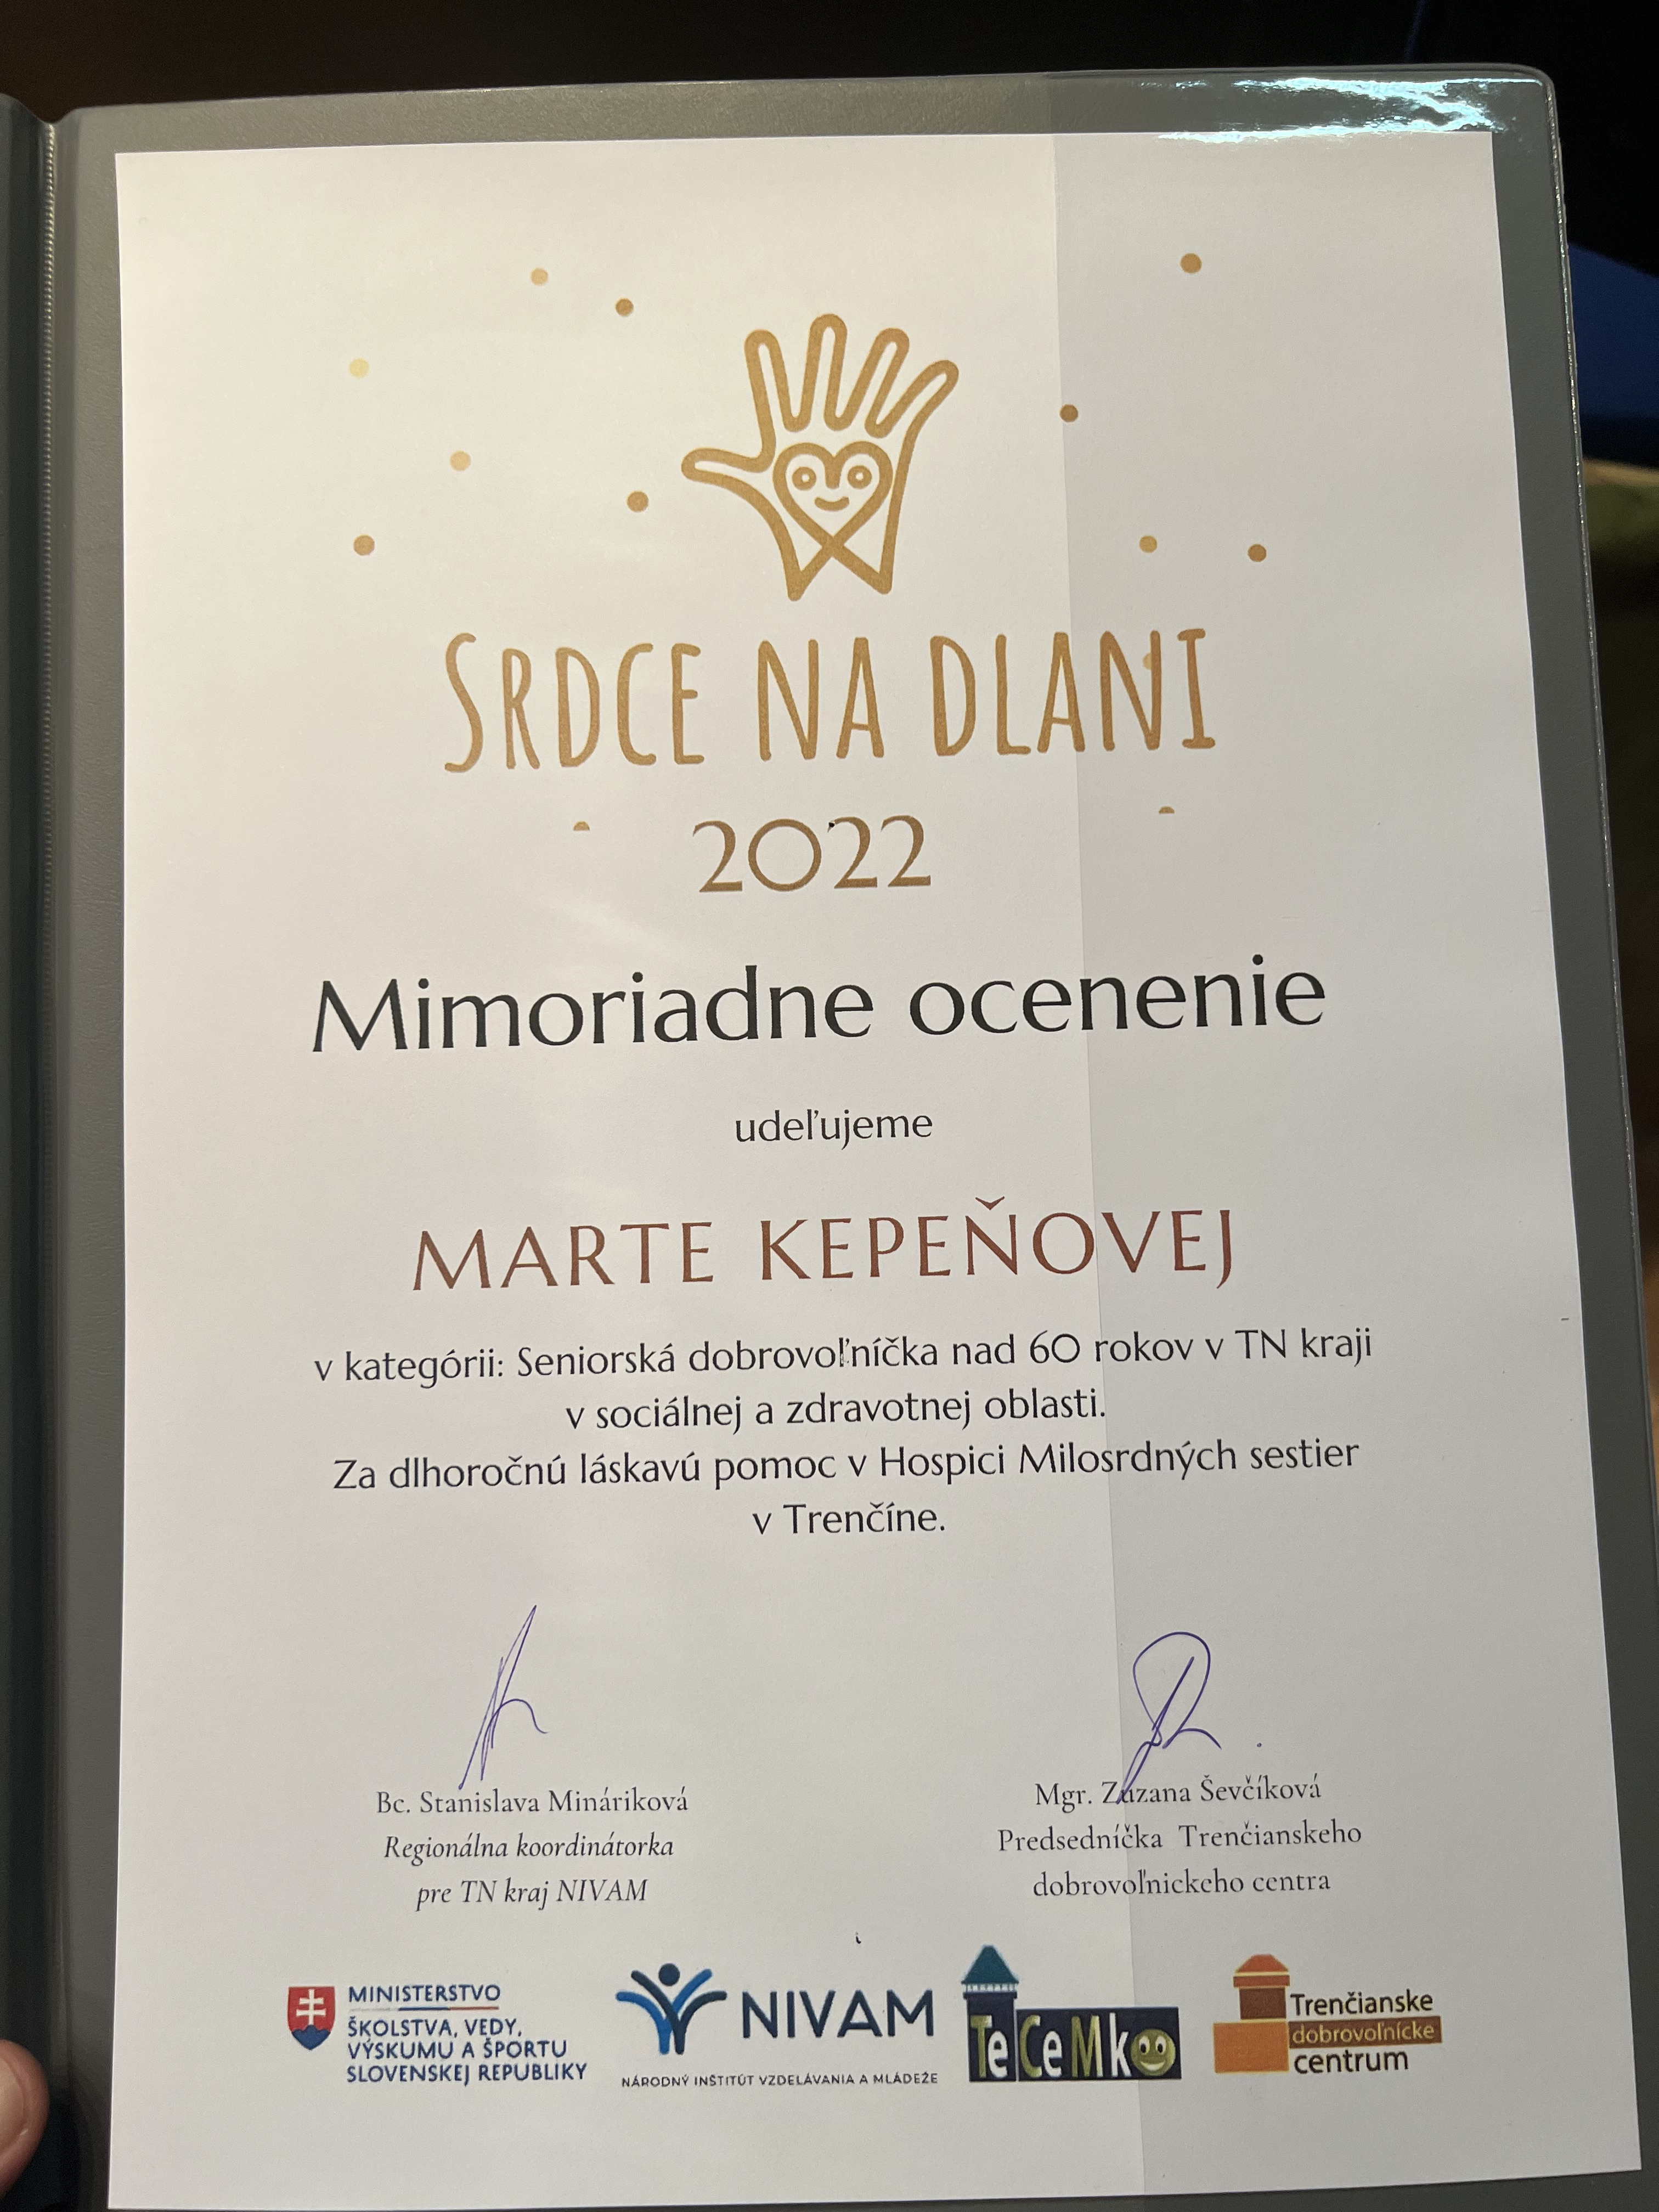 SRDCE NA DLANI
2022
Mimoriadne ocenenie
udeľujeme
MARTE KEPEŇOVEJ
v kategórii: Seniorská dobrovoľníčka nad 60 rokov v TN kraji
v sociálnej a zdravotnej oblasti.
Za dlhoročnú láskavú pomoc v Hospici Milosrdných sestier
v Trenčíne.
Bc. Stanislava Mináriková
Regionálna koordinátorka
pre TN kraj NIVAM
Mgr. Zuzana Ševčíková
Predsedníčka Trenčianskeho
dobrovoľníckeho centra
MINISTERSTVO
ŠKOLSTVA, VEDY,
VÝSKUMU A ŠPORTU
SLOVENSKEJ REPUBLIKY
NIVAM
NÁRODNÝ INŠTITÚT VZDELÁVANIA A MLÁDEŽE
TeCeMko
Trenčianske
dobrovoľnícke
centrum